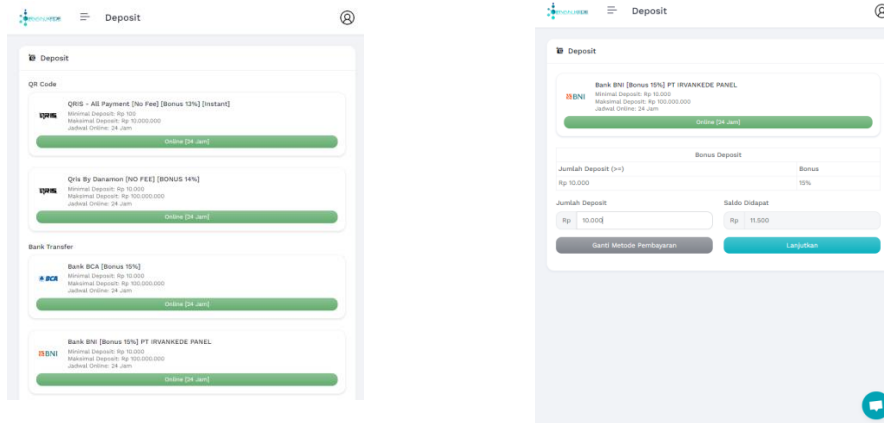 Deposit
Deposit
QR Code
QRIS - All Payment [No Fee] [Bonus 13%] [Instant]
Minimal Deposit: Rp 100
Maksimal Deposit: Rp 10.000.000
Jadwal Online: 24 Jam
Online [24 Jam]
Qris By Danamon [NO FEE] [BONUS 14%]
Minimal Deposit: Rp 10.000
Maksimal Deposit: Rp 100.000.000
Jadwal Online: 24 Jam
Online [24 Jam]
Bank Transfer
BCA
Bank BCA [Bonus 15%]
Minimal Deposit: Rp 10.000
Maksimal Deposit: Rp 100.000.000
Jadwal Online: 24 Jam
Online [24 Jam]
BNI
Bank BNI [Bonus 15%] PT IRVANKEDE PANEL
Minimal Deposit: Rp 10.000
Maksimal Deposit: Rp 100.000.000
Jadwal Online: 24 Jam
Online [24 Jam]
Deposit
Deposit
BNI
Bank BNI [Bonus 15%] PT IRVANKEDE PANEL
Minimal Deposit: Rp 10.000
Maksimal Deposit: Rp 100.000.000
Jadwal Online: 24 Jam
Online [24 Jam]
Bonus Deposit
Jumlah Deposit (>=) Bonus
Rp 10.000 15%
Jumlah Deposit Saldo Didapat
Rp 10.000 Rp 11.500
Ganti Metode Pembayaran Lanjutkan